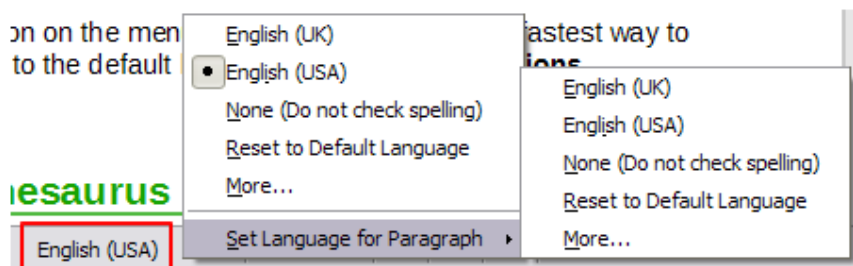 on on the men
to the default
fastest way to
ions
English (UK)
English (USA)
None (Do not check spelling)
Reset to Default Language
More...
Set Language for Paragraph
English (UK)
English (USA)
None (Do not check spelling)
Reset to Default Language
More...
esaurus
English (USA)